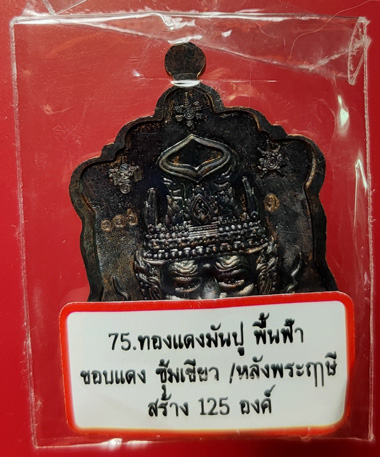 75.ทองแดงมันปู พื้นฟ้า
ขอบแดง ซุ้มเขียว /หลังพระฤๅษี
สร้าง 125 องค์